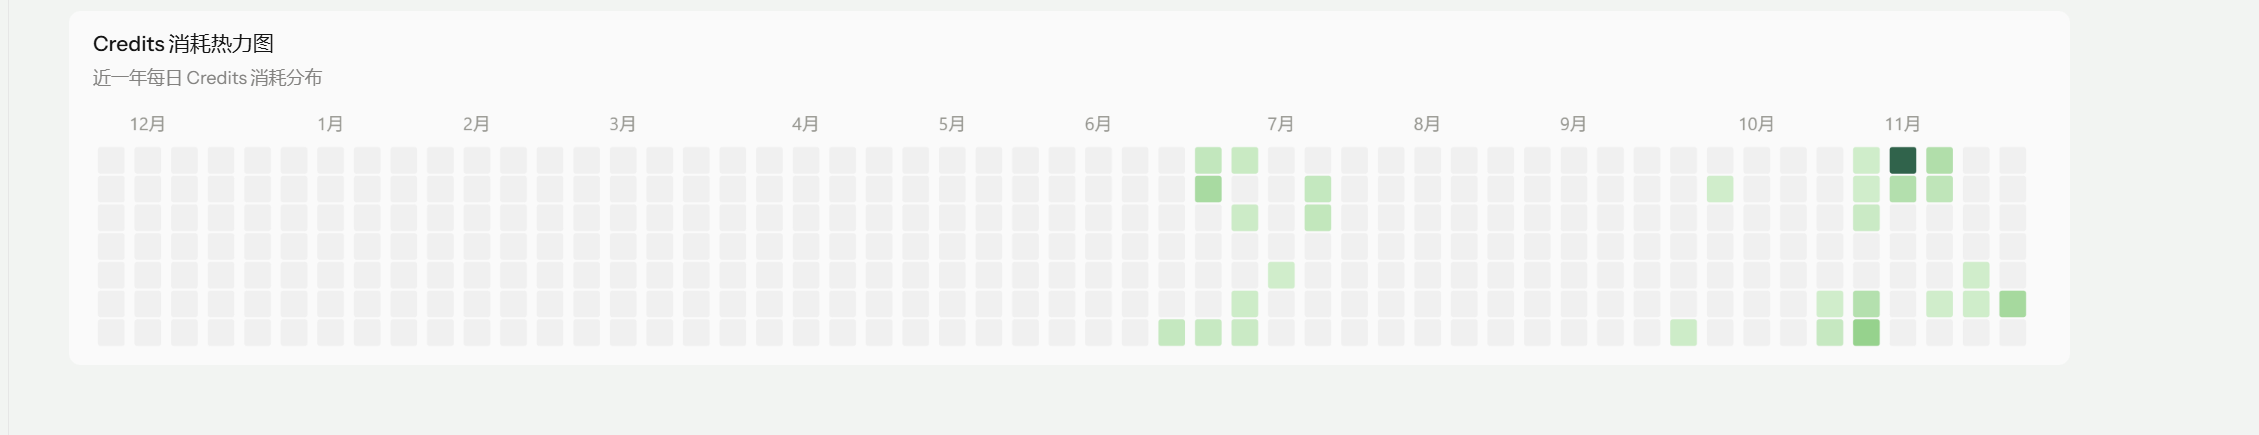 Credits 消耗热力图
近一年每日 Credits 消耗分布
12月 1月 2月 3月 4月 5月 6月 7月 8月 9月 10月 11月